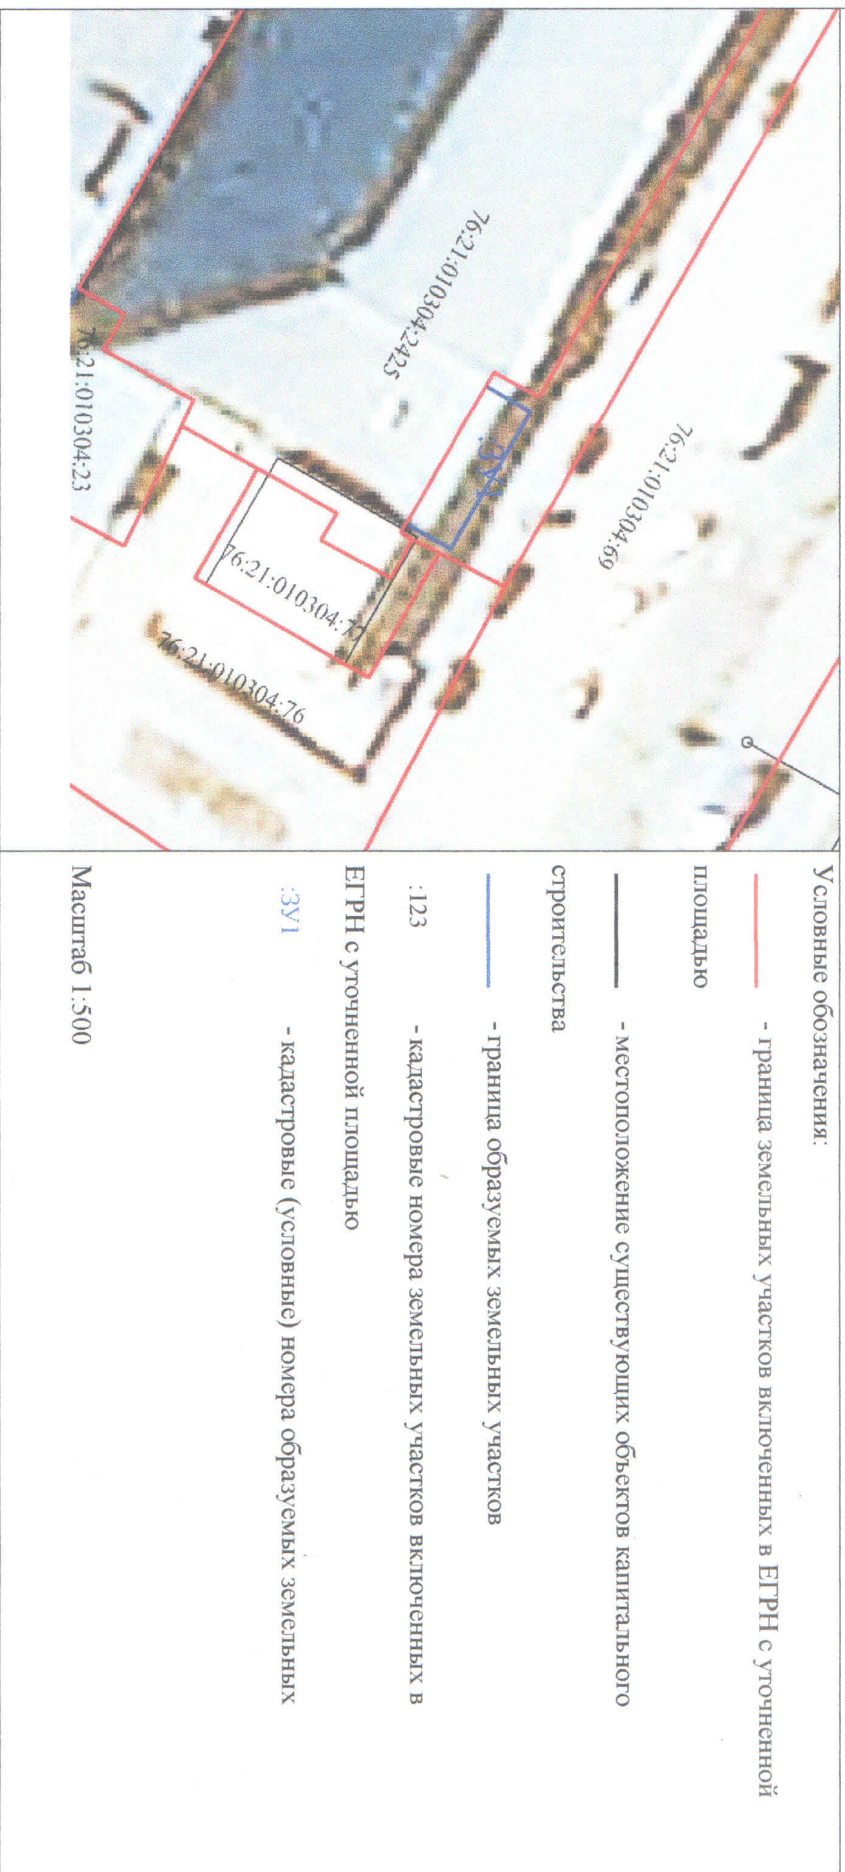 76:21:010304:2425
76:21:010304:69
:ЗУ1
76:21:010304:23
76:21:010304:77
76:21:010304:76
Условные обозначения:
- граница земельных участков включенных в ЕГРН с уточненной
площадью
- местоположение существующих объектов капитального
строительства
- граница образуемых земельных участков
:123 - кадастровые номера земельных участков включенных в
ЕГРН с уточненной площадью
:ЗУ1 - кадастровые (условные) номера образуемых земельных
Масштаб 1:500